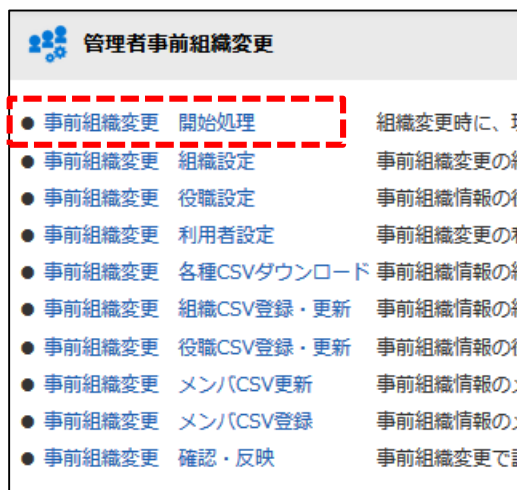 管理者事前組織変更
● 事前組織変更 開始処理 組織変更時に、
● 事前組織変更 組織設定 事前組織変更の
● 事前組織変更 役職設定 事前組織情報の
● 事前組織変更 利用者設定 事前組織変更の
● 事前組織変更 各種CSVダウンロード 事前組織情報の
● 事前組織変更 組織CSV登録・更新 事前組織情報の
● 事前組織変更 役職CSV登録・更新 事前組織情報の
● 事前組織変更 メンバCSV更新 事前組織情報の
● 事前組織変更 メンバCSV登録 事前組織情報の
● 事前組織変更 確認・反映 事前組織変更で